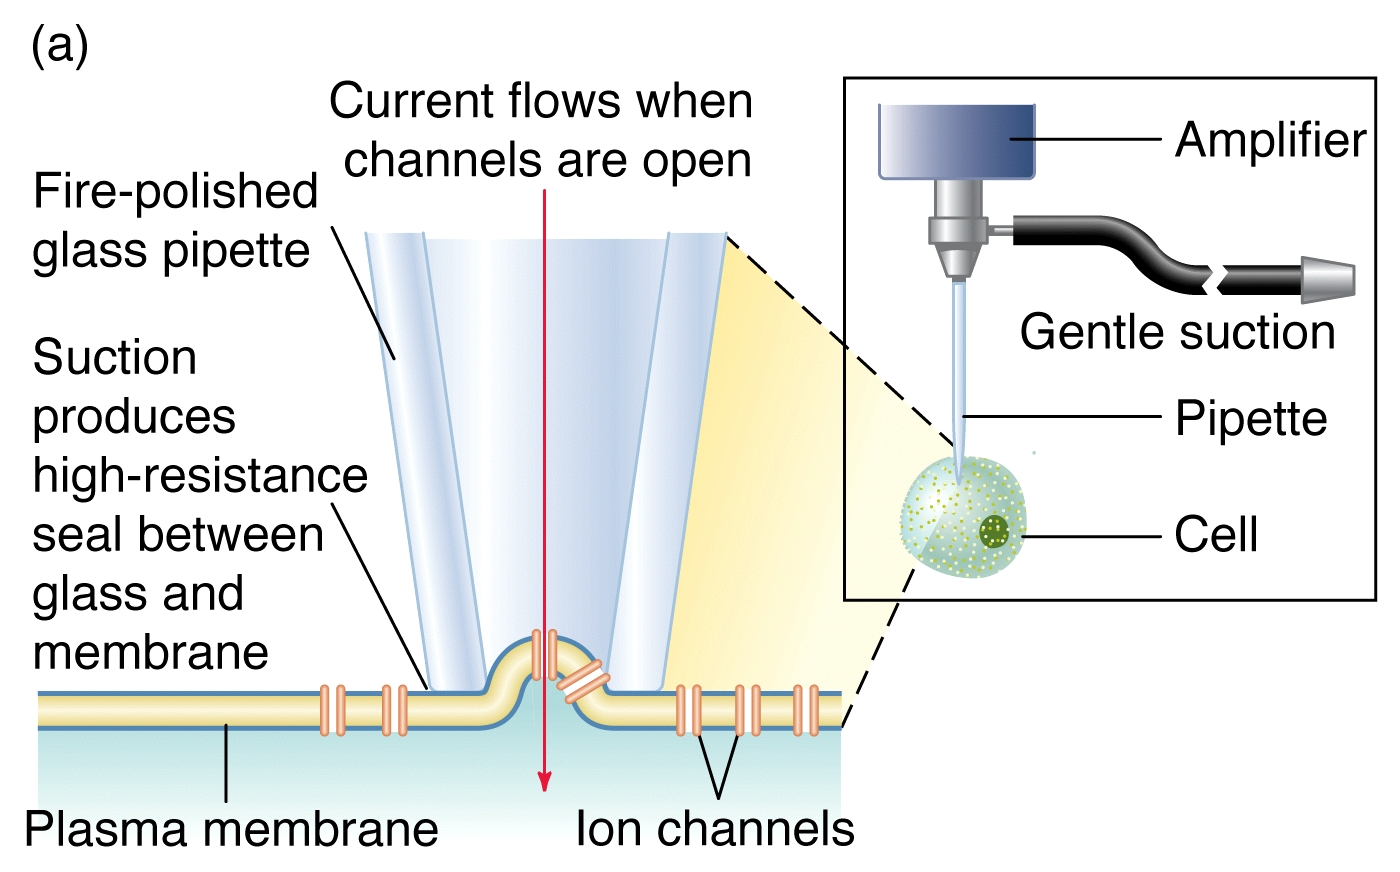 (a)
Current flows when
channels are open
Fire-polished
glass pipette
Suction
produces
high-resistance
seal between
glass and
membrane
Plasma membrane
Ion channels
Amplifier
Gentle suction
Pipette
Cell